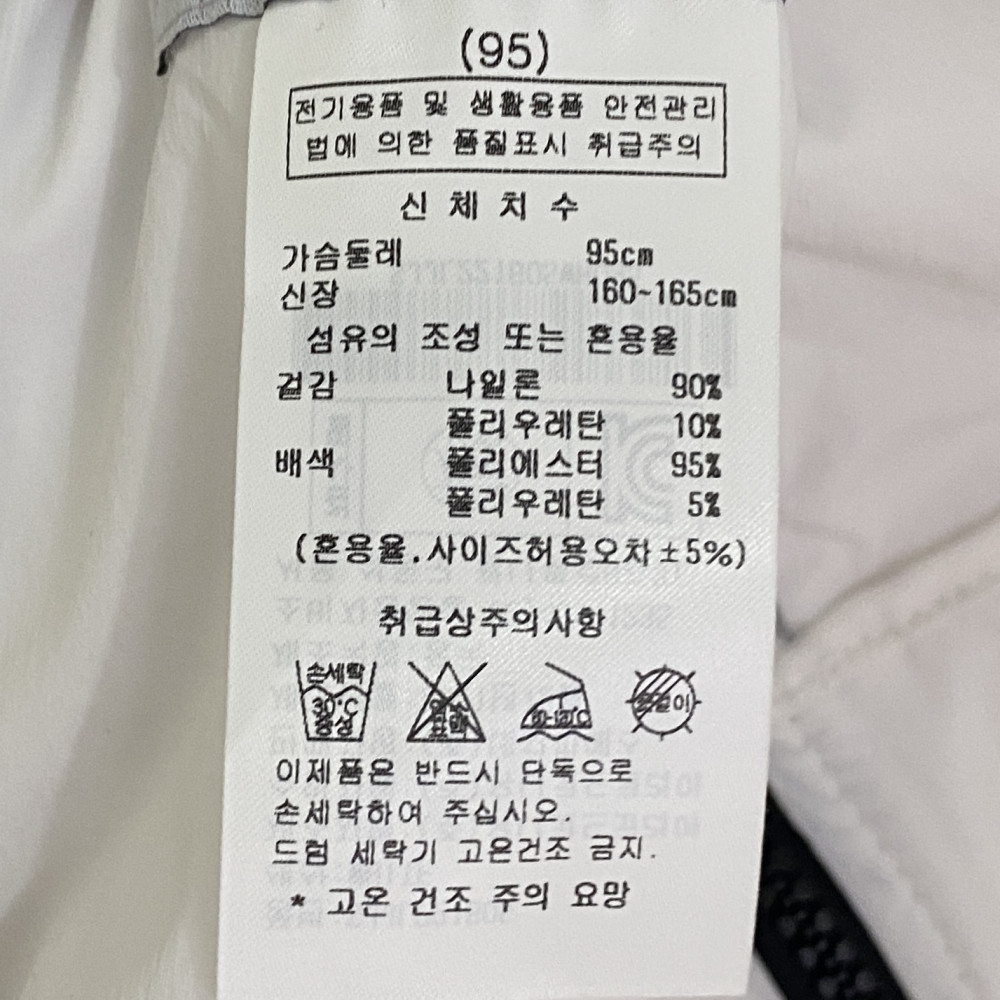 (95)
전기용품 및 생활용품 안전관리
법에 의한 품질표시 취급주의
신체치수
가슴둘레 95cm
신장 160~165cm
섬유의 조성 또는 혼용율
겉감 나일론 90%
폴리우레탄 10%
배색 폴리에스터 95%
폴리우레탄 5%
(혼용율.사이즈허용오차±5%)
취급상주의사항
손세탁
30°C
중성
이제품은 반드시 단독으로
손세탁하여 주십시오.
드럼 세탁기 고온건조 금지.
* 고온 건조 주의 요망